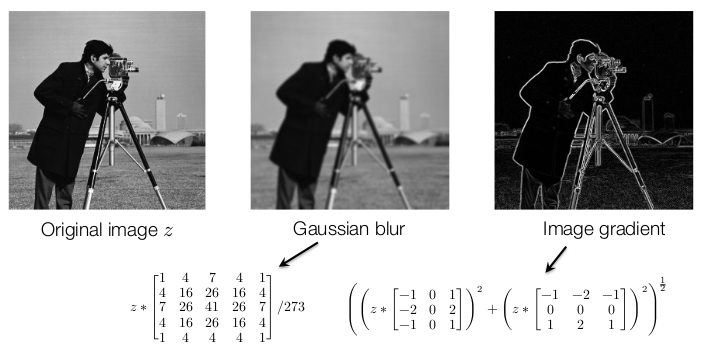 Original image z
Gaussian blur
Image gradient
z ∗ [1 4 7 4 1
4 16 26 16 4
7 26 41 26 7
4 16 26 16 4
1 4 4 4 1] /273
((z ∗ [−1 0 1
−2 0 2
−1 0 1])² + (z ∗ [−1 −2 −1
0 0 0
1 2 1])²)^{1/2}